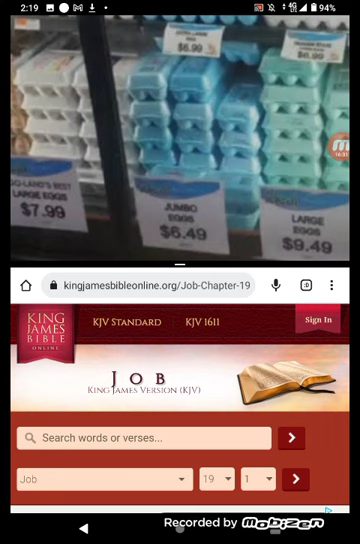 2:19
4G
94%
$6.99
$6.99
LARGE EGGS
$7.99
JUMBO
EGGS
$6.49
LARGE
EGGS
$9.49
kingjamesbibleonline.org/Job-Chapter-19
KING
JAMES
BIBLE
ONLINE
KJV STANDARD
KJV 1611
Sign In
JOB
KING JAMES VERSION (KJV)
Search words or verses...
Job
19
1
Recorded by mobizen